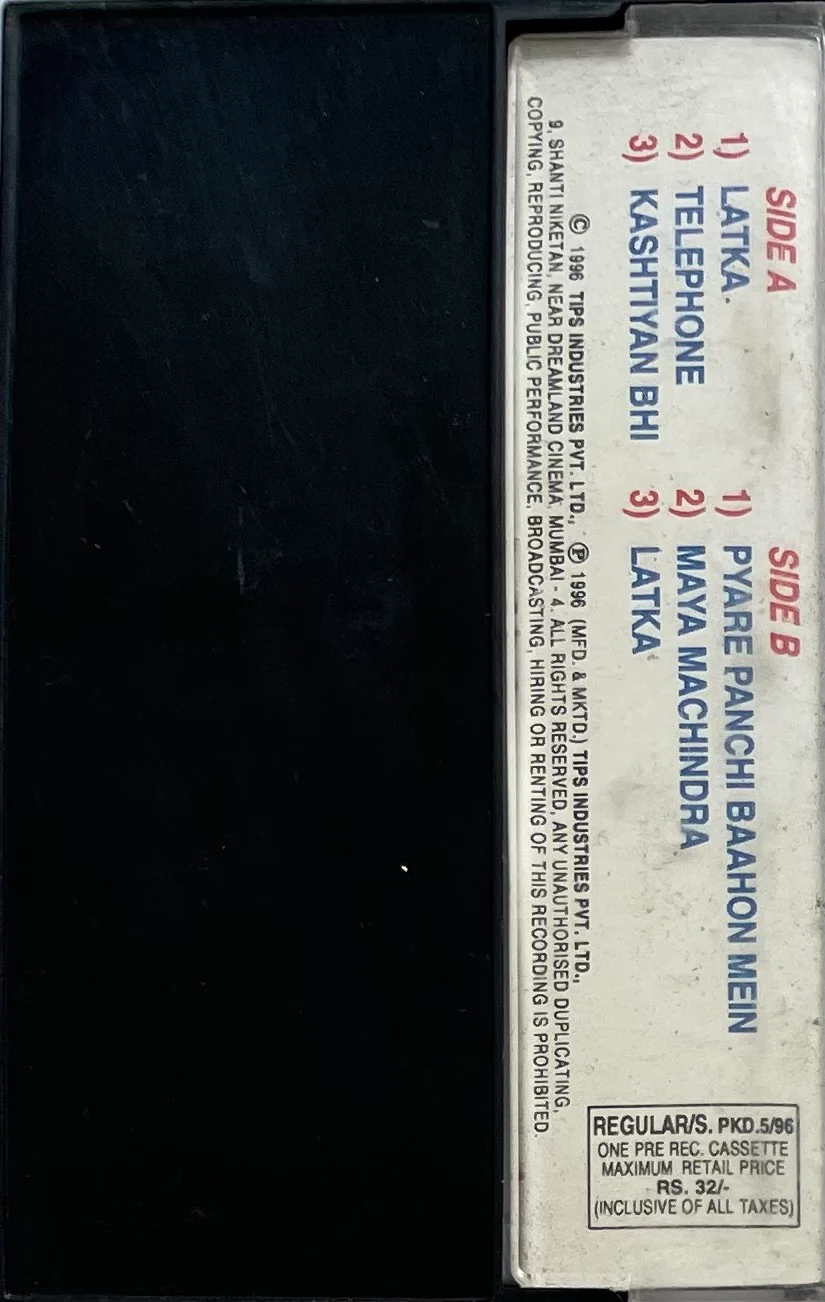 SIDE A
1) LATKA.
2) TELEPHONE
3) KASHTIYAN BHI
SIDE B
1) PYARE PANCHI BAAHON MEIN
2) MAYA MACHINDRA
3) LATKA
© 1996 TIPS INDUSTRIES PVT. LTD., ℗ 1996 (MFD. & MKTD.) TIPS INDUSTRIES PVT. LTD.,
9, SHANTI NIKETAN, NEAR DREAMLAND CINEMA, MUMBAI - 4. ALL RIGHTS RESERVED, ANY UNAUTHORISED DUPLICATING,
COPYING, REPRODUCING, PUBLIC PERFORMANCE, BROADCASTING, HIRING OR RENTING OF THIS RECORDING IS PROHIBITED.
REGULAR/S. PKD.5/96
ONE PRE REC. CASSETTE
MAXIMUM RETAIL PRICE
RS. 32/-
(INCLUSIVE OF ALL TAXES)